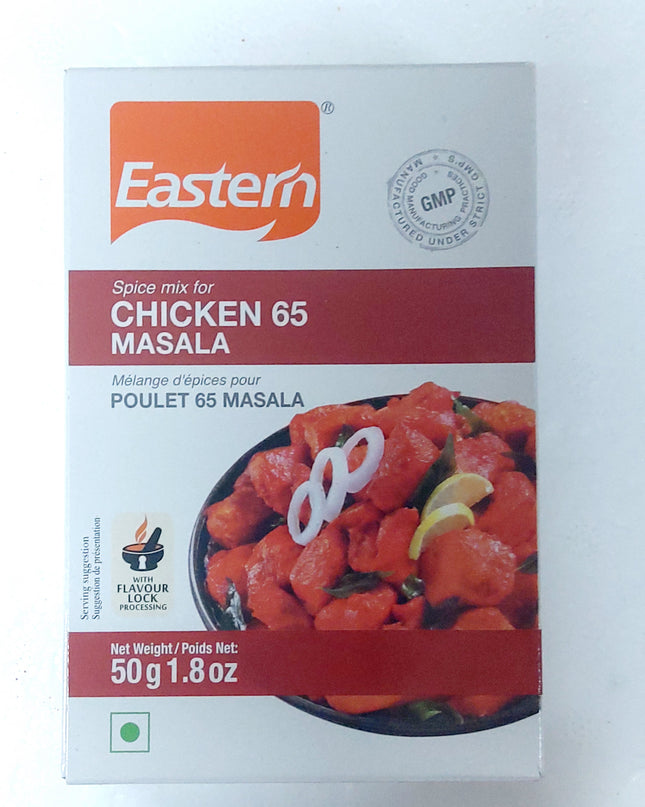 Eastern®
MANUFACTURED UNDER STRICT GMP'S
GOOD MANUFACTURING PRACTICES
GMP
Spice mix for
CHICKEN 65
MASALA
Mélange d'épices pour
POULET 65 MASALA
Serving suggestion
Suggestion de présentation
WITH
FLAVOUR
LOCK
PROCESSING
Net Weight/Poids Net:
50g 1.8oz